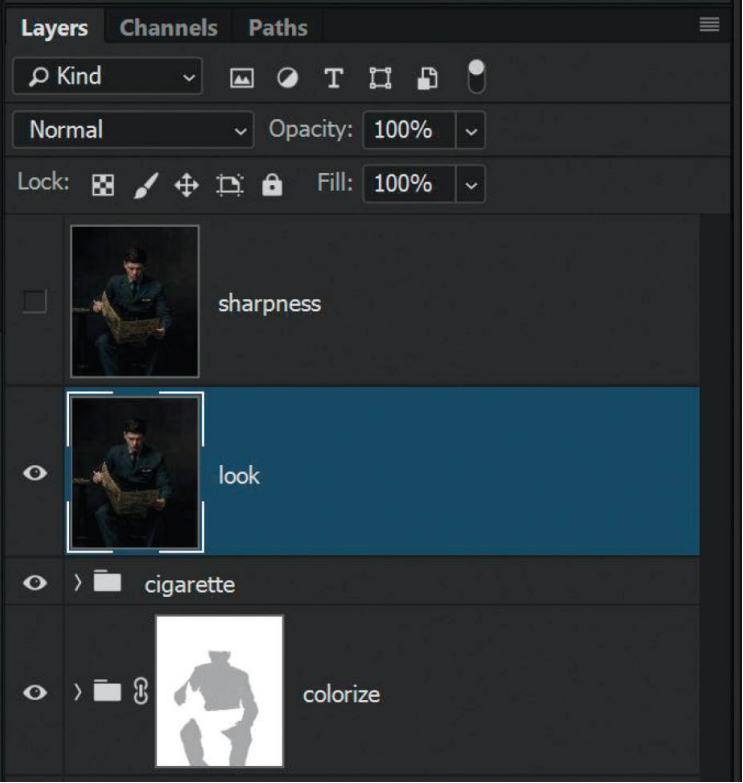 Layers Channels Paths
Kind
Normal Opacity: 100%
Lock: Fill: 100%
sharpness
look
cigarette
colorize